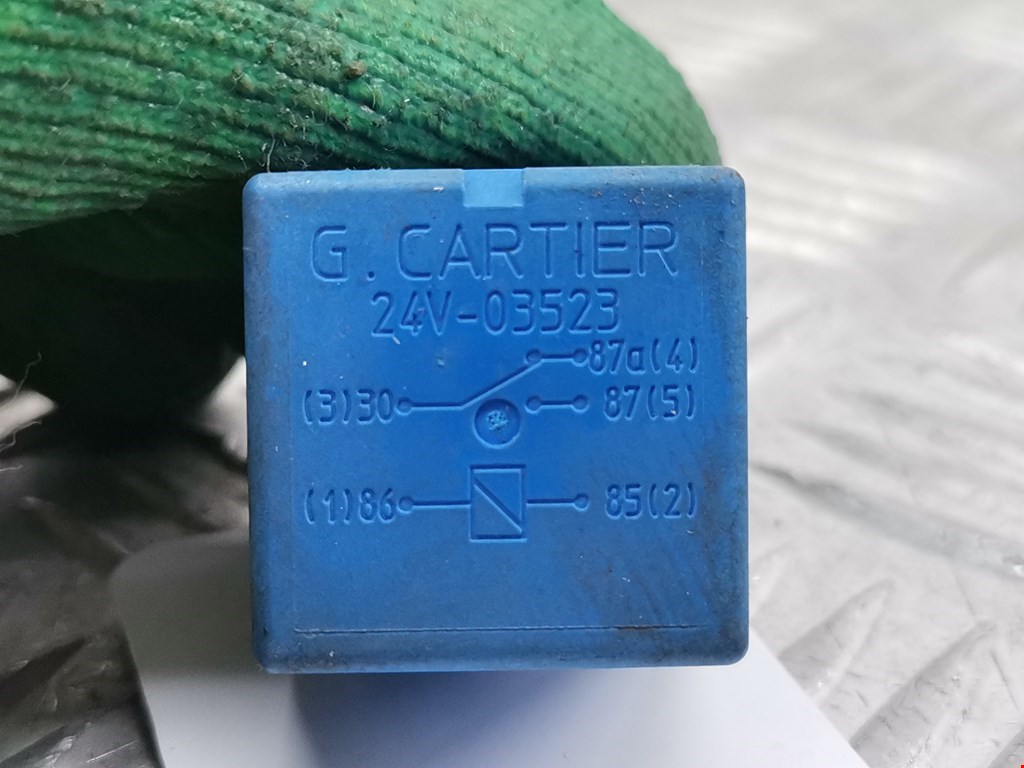 G. CARTIER
24V-03523
87a(4)
(3)30 87(5)
(1)86 85(2)